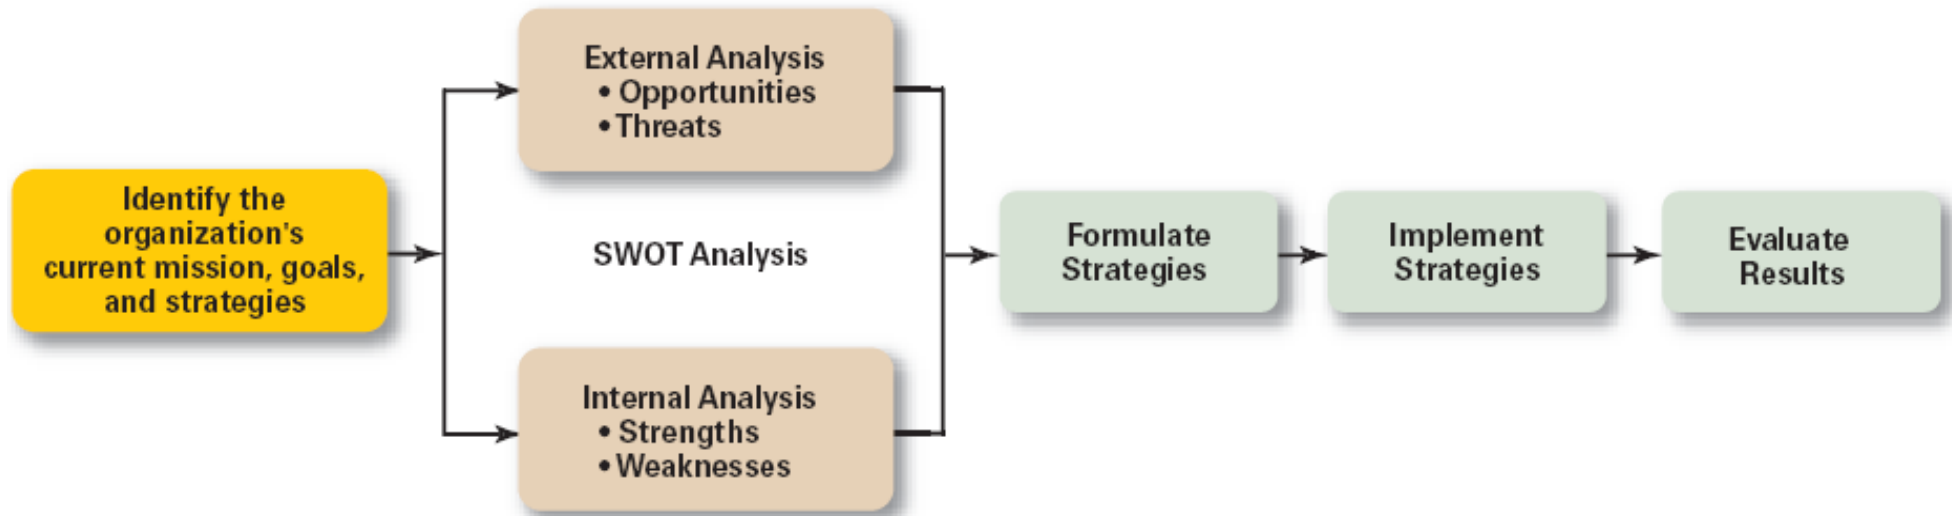 Identify the
organization's
current mission, goals,
and strategies
External Analysis
• Opportunities
• Threats
SWOT Analysis
Internal Analysis
• Strengths
• Weaknesses
Formulate
Strategies
Implement
Strategies
Evaluate
Results